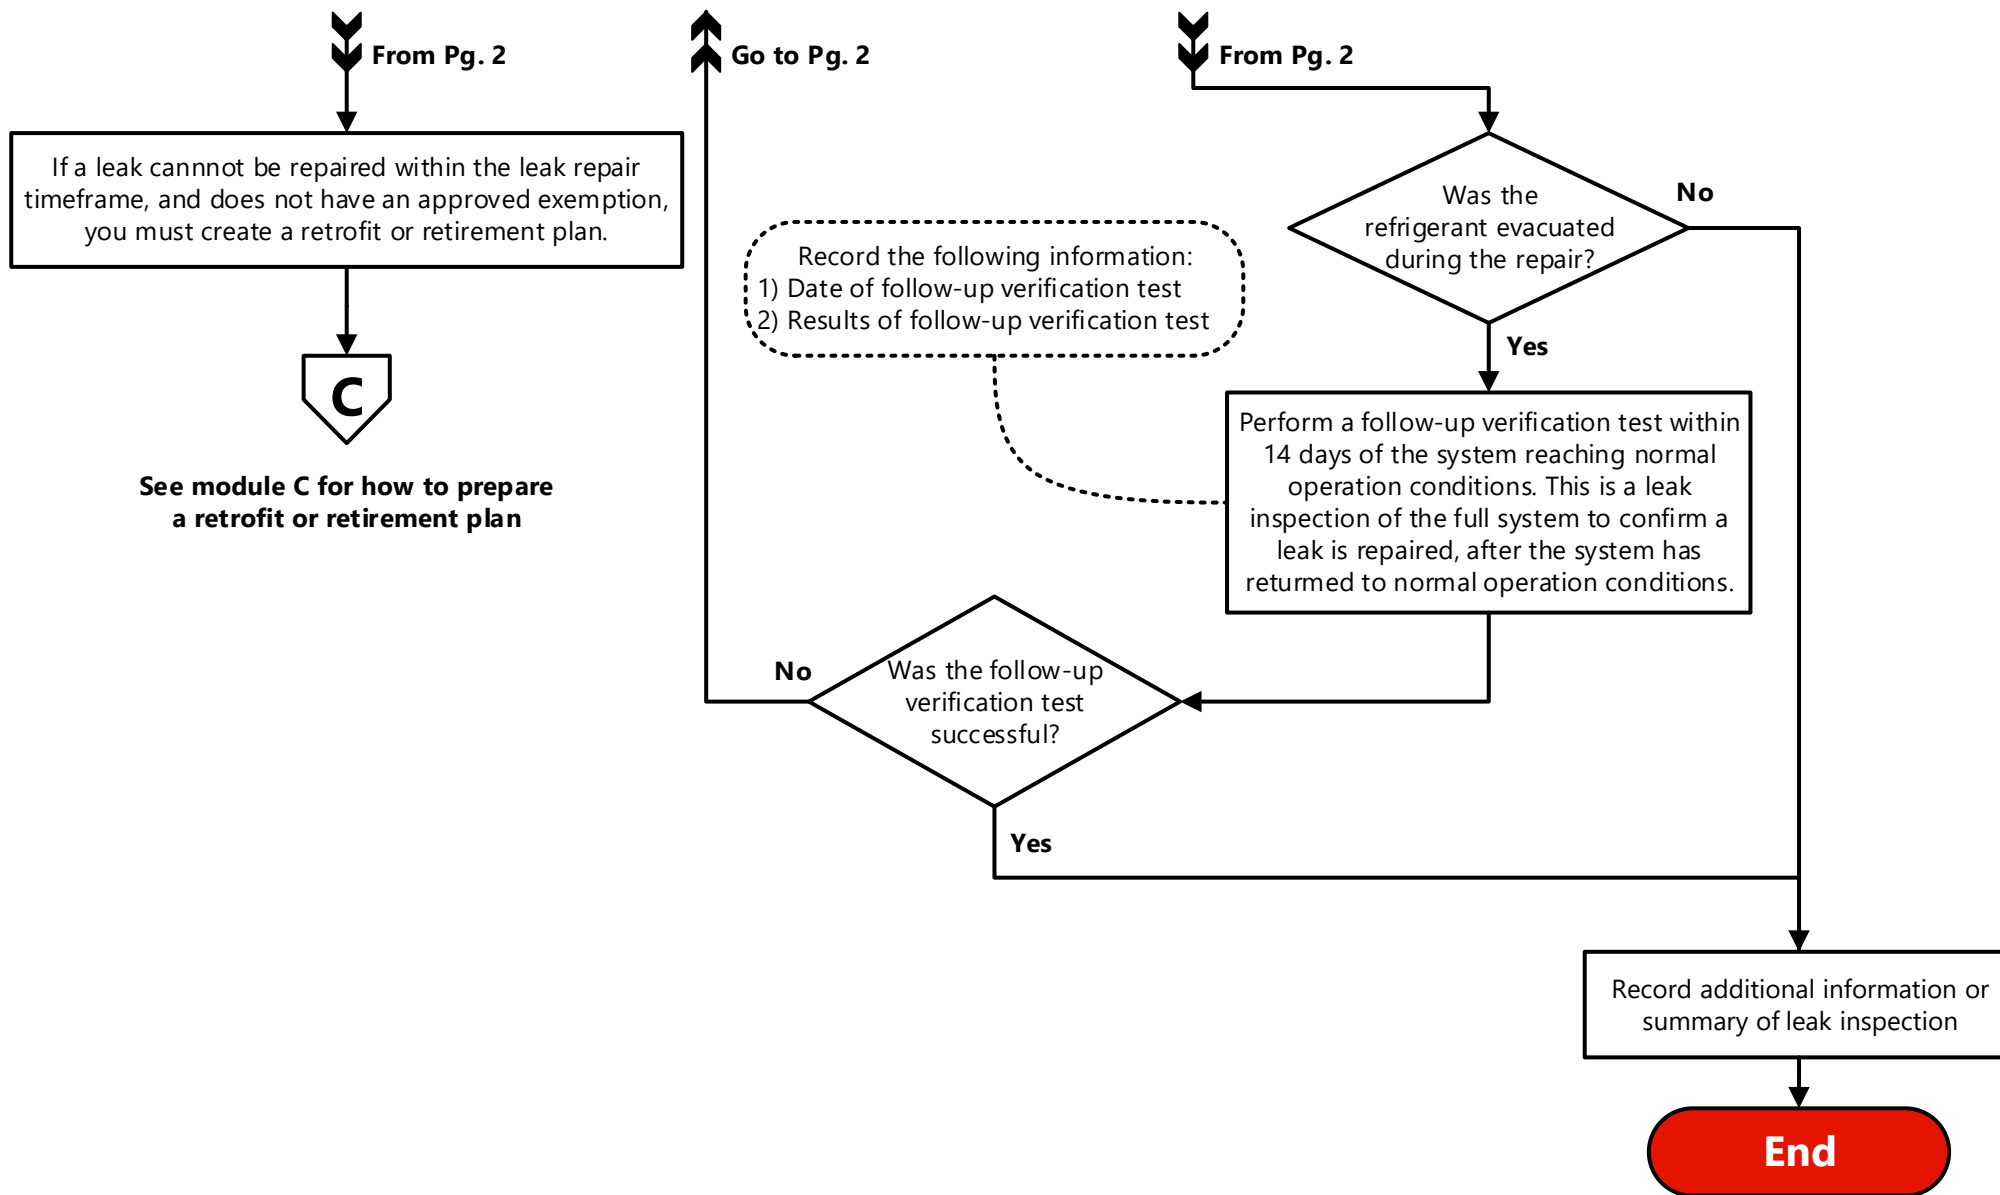 From Pg. 2
Go to Pg. 2
From Pg. 2
If a leak cannnot be repaired within the leak repair
timeframe, and does not have an approved exemption,
you must create a retrofit or retirement plan.
C
See module C for how to prepare
a retrofit or retirement plan
Was the
refrigerant evacuated
during the repair?
No
Yes
Record the following information:
1) Date of follow-up verification test
2) Results of follow-up verification test
Perform a follow-up verification test within
14 days of the system reaching normal
operation conditions. This is a leak
inspection of the full system to confirm a
leak is repaired, after the system has
returmed to normal operation conditions.
Was the follow-up
verification test
successful?
No
Yes
Record additional information or
summary of leak inspection
End